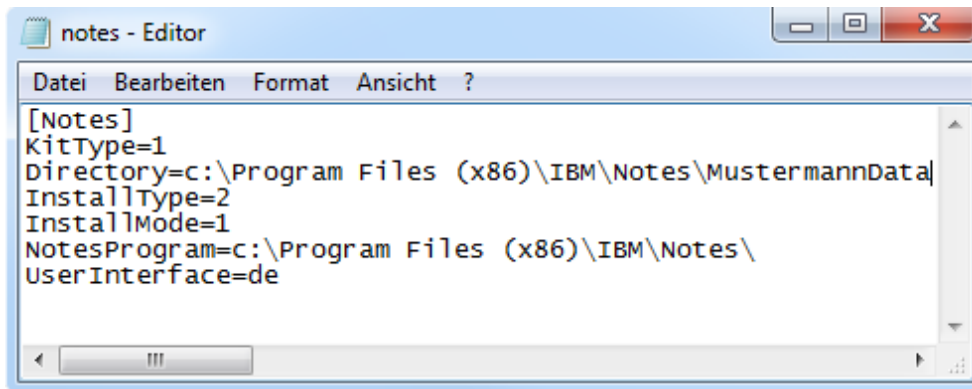 notes - Editor
Datei Bearbeiten Format Ansicht ?
[Notes]
KitType=1
Directory=c:\Program Files (x86)\IBM\Notes\MustermannData
InstallType=2
InstallMode=1
NotesProgram=c:\Program Files (x86)\IBM\Notes\
UserInterface=de